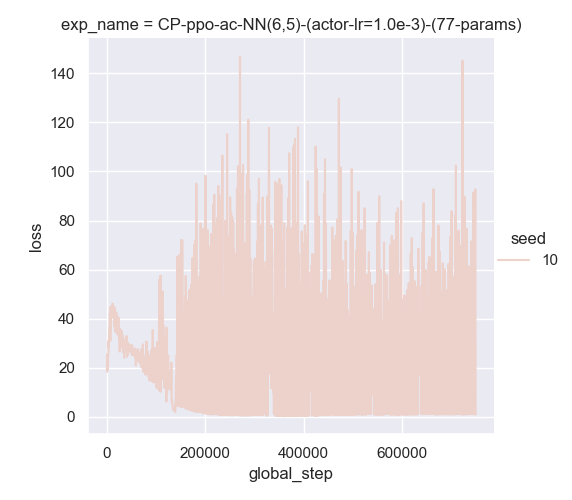 exp_name = CP-ppo-ac-NN(6,5)-(actor-lr=1.0e-3)-(77-params)
140
120
100
80
60
40
20
0
loss
0 200000 400000 600000
global_step
seed
10